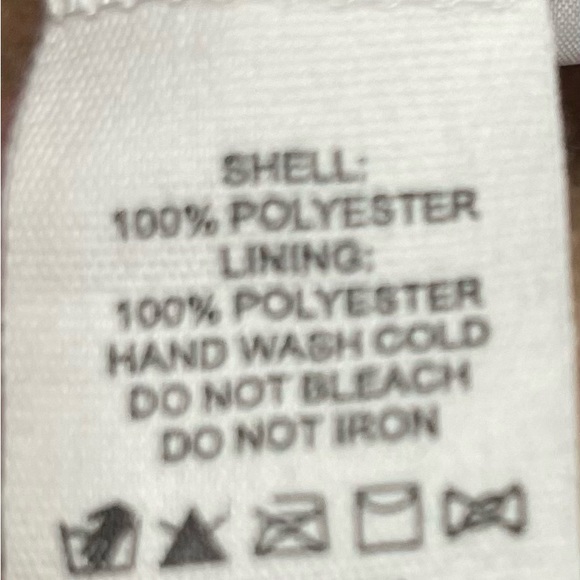 SHELL:
100% POLYESTER
LINING:
100% POLYESTER
HAND WASH COLD
DO NOT BLEACH
DO NOT IRON